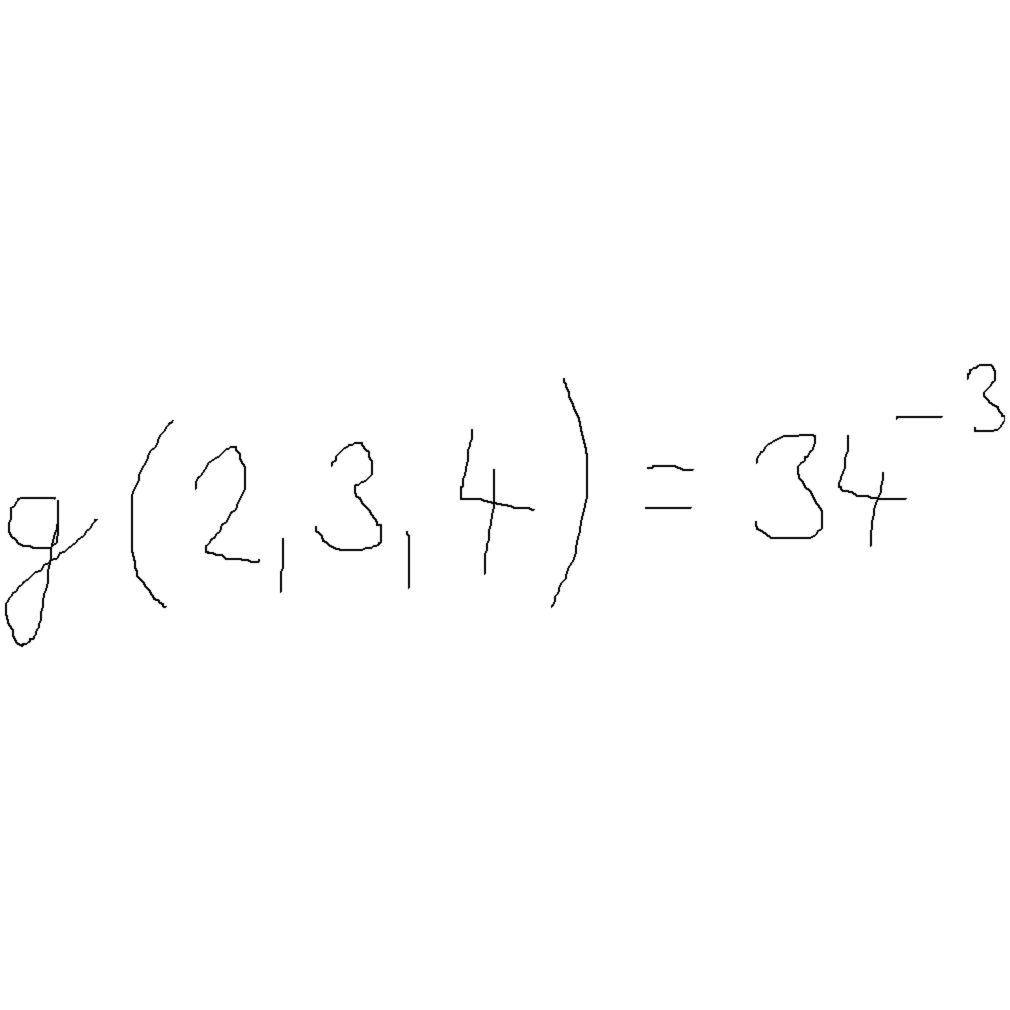 g(2,3,4) = 34⁻³